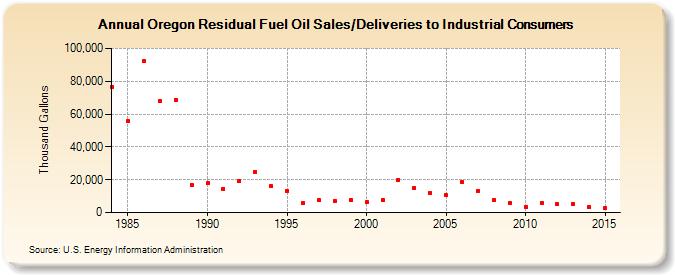 Annual Oregon Residual Fuel Oil Sales/Deliveries to Industrial Consumers
Thousand Gallons
100,000
80,000
60,000
40,000
20,000
0
1985 1990 1995 2000 2005 2010 2015
Source: U.S. Energy Information Administration